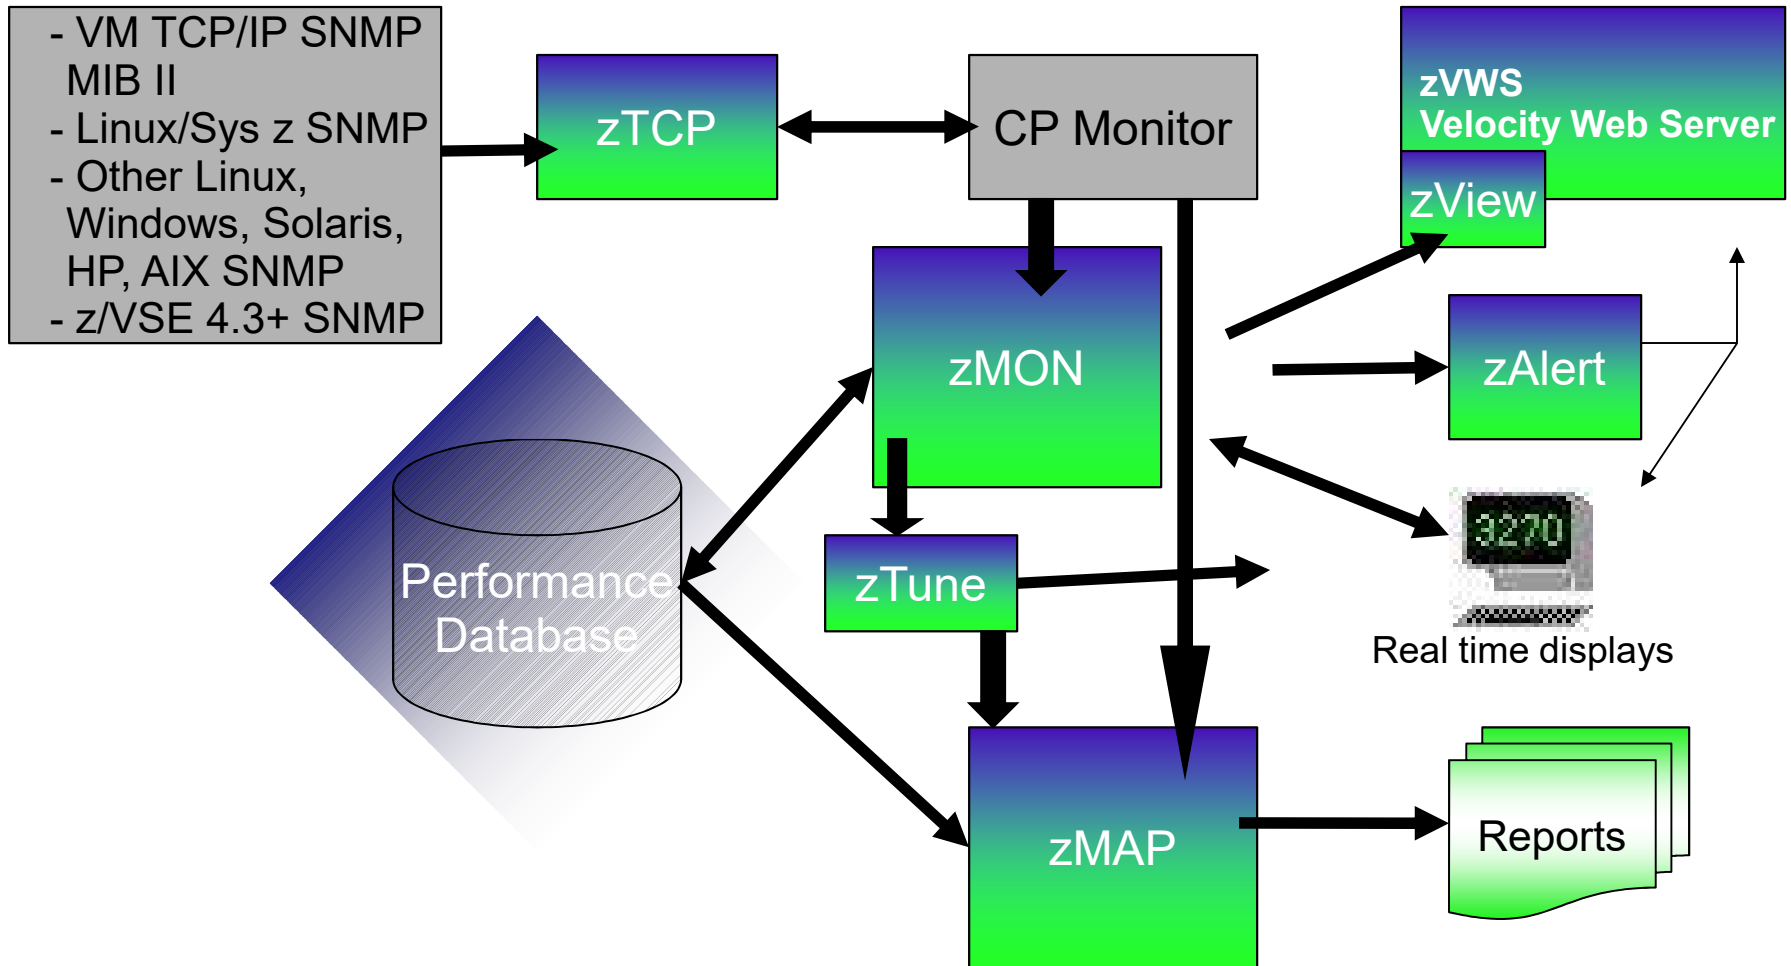 - VM TCP/IP SNMP
MIB II
- Linux/Sys z SNMP
- Other Linux,
Windows, Solaris,
HP, AIX SNMP
- z/VSE 4.3+ SNMP
zTCP
CP Monitor
zVWS
Velocity Web Server
zView
zMON
zAlert
3270
Real time displays
Performance
Database
zTune
zMAP
Reports